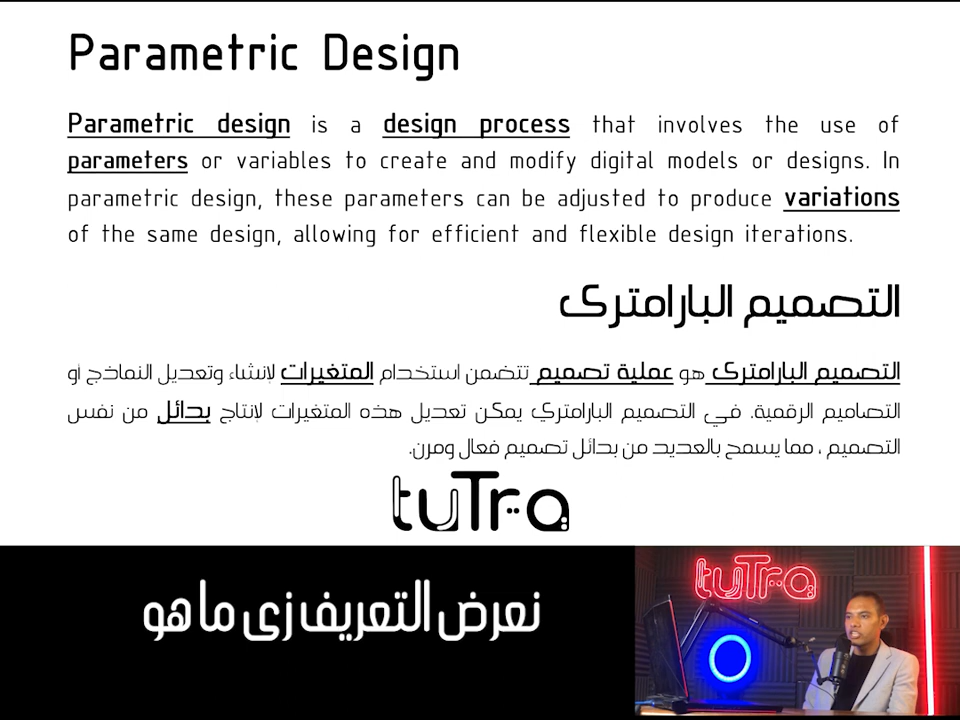 Parametric Design
Parametric design is a design process that involves the use of
parameters or variables to create and modify digital models or designs. In
parametric design, these parameters can be adjusted to produce variations
of the same design, allowing for efficient and flexible design iterations.
التصميم البارامترى
التصميم البارامترى هو عملية تصميم تتضمن استخدام المتغيرات لإنشاء وتعديل النماذج أو
التصاميم الرقمية. في التصميم البارامتري يمكن تعديل هذه المتغيرات لإنتاج بدائل من نفس
التصميم ، مما يسمح بالعديد من بدائل تصميم فعال ومرن.
tuTra
نعرض التعريف زى ما هو
tuTra